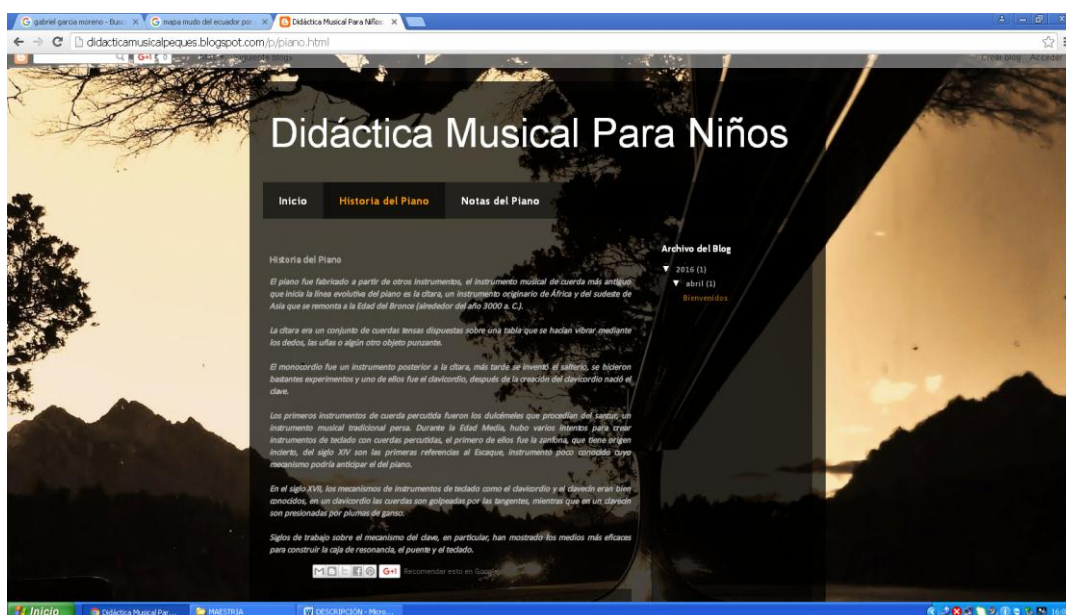 gabriel garcia moreno - Bus
mapa mudo del ecuador por
Didáctica Musical Para Niños
didacticamusicalpeques.blogspot.com/p/piano.html
G+1 0
Siguiente blog»
Crear blog Acceder
Didáctica Musical Para Niños
Inicio Historia del Piano Notas del Piano
Historia del Piano
El piano fue fabricado a partir de otros instrumentos, el instrumento musical de cuerda más antiguo
que inicia la línea evolutiva del piano es la cítara, un instrumento originario de África y del sudeste de
Asia que se remonta a la Edad del Bronce (alrededor del año 3000 a. C.).
La cítara era un conjunto de cuerdas tensas dispuestas sobre una tabla que se hacían vibrar mediante
los dedos, las uñas o algún otro objeto punzante.
El monocordio fue un instrumento posterior a la cítara, más tarde se inventó el salterio, se hicieron
bastantes experimentos y uno de ellos fue el clavicordio, después de la creación del clavicordio nació el
clave.
Los primeros instrumentos de cuerda percutida fueron los dulcémeles que procedían del santur, un
instrumento musical tradicional persa. Durante la Edad Media, hubo varios intentos para crear
instrumentos de teclado con cuerdas percutidas, el primero de ellos fue la zanfona, que tiene origen
incierto, del siglo XIV son las primeras referencias al Escaque, instrumento poco conocido cuyo
mecanismo podría anticipar el del piano.
En el siglo XVII, los mecanismos de instrumentos de teclado como el clavicordio y el clavecín eran bien
conocidos, en un clavicordio las cuerdas son golpeadas por las tangentes, mientras que en un clavecín
son presionadas por plumas de ganso.
Siglos de trabajo sobre el mecanismo del clave, en particular, han mostrado los medios más eficaces
para construir la caja de resonancia, el puente y el teclado.
G+1 Recomendar esto en Google
Archivo del Blog
▼ 2016 (1)
▼ abril (1)
Bienvenidos
Inicio
Didáctica Musical Par...
MAESTRIA
DESCRIPCIÓN - Micro...